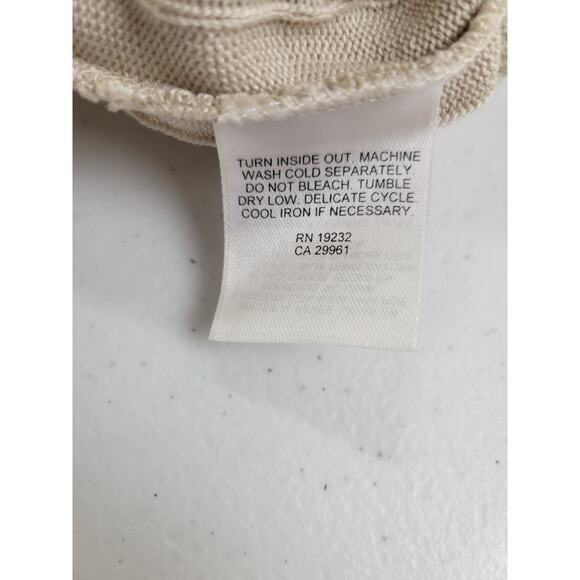 TURN INSIDE OUT. MACHINE
WASH COLD SEPARATELY.
DO NOT BLEACH. TUMBLE
DRY LOW. DELICATE CYCLE.
COOL IRON IF NECESSARY.
RN 19232
CA 29961